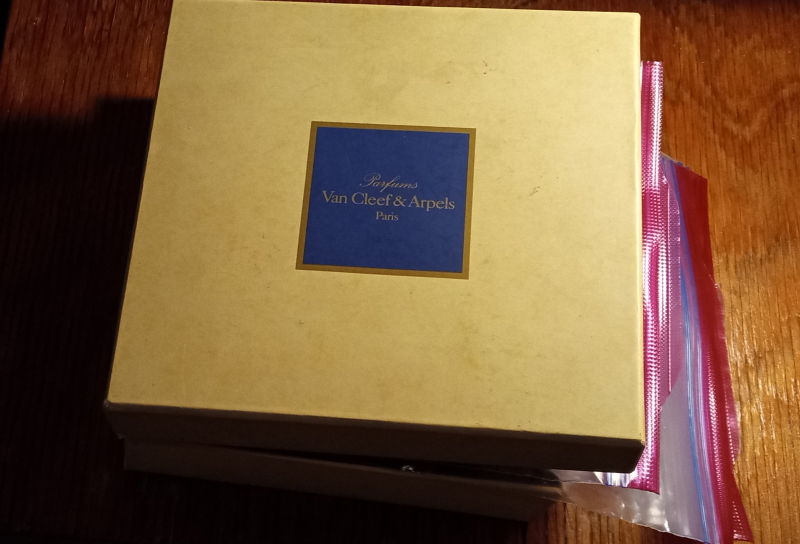 Parfums
Van Cleef & Arpels
Paris